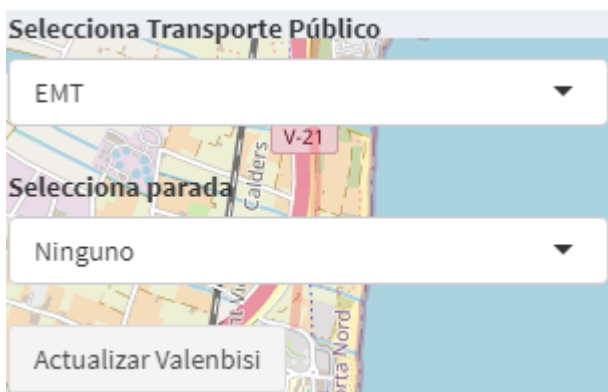 Selecciona Transporte Público
EMT
V-21
Calders
Selecciona parada
Ninguno
Actualizar Valenbisi